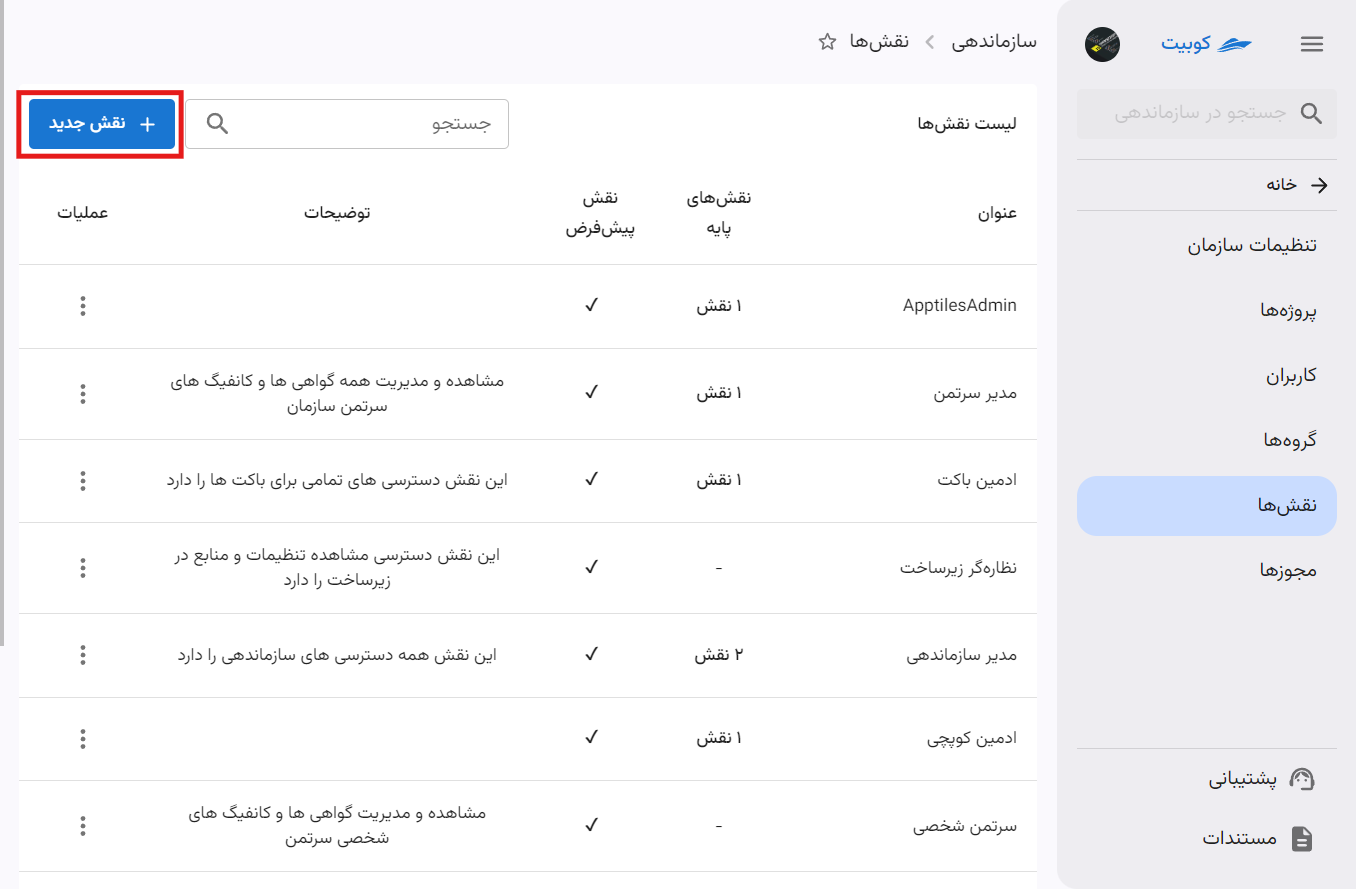 کوبیت
جستجو در سازماندهی
خانه
تنظیمات سازمان
پروژه‌ها
کاربران
گروه‌ها
نقش‌ها
مجوزها
پشتیبانی
مستندات
سازماندهی
نقش‌ها
لیست نقش‌ها
جستجو
+ نقش جدید
عنوان
نقش‌های
پایه
نقش
پیش‌فرض
توضیحات
عملیات
ApptilesAdmin
۱ نقش
✓
مدیر سرتمن
۱ نقش
✓
مشاهده و مدیریت همه گواهی ها و کانفیگ های
سرتمن سازمان
ادمین باکت
۱ نقش
✓
این نقش دسترسی های تمامی برای باکت ها را دارد
نظاره‌گر زیرساخت
-
✓
این نقش دسترسی مشاهده تنظیمات و منابع در
زیرساخت را دارد
مدیر سازماندهی
۲ نقش
✓
این نقش همه دسترسی های سازماندهی را دارد
ادمین کوپچی
۱ نقش
✓
سرتمن شخصی
-
✓
مشاهده و مدیریت گواهی ها و کانفیگ های
شخصی سرتمن